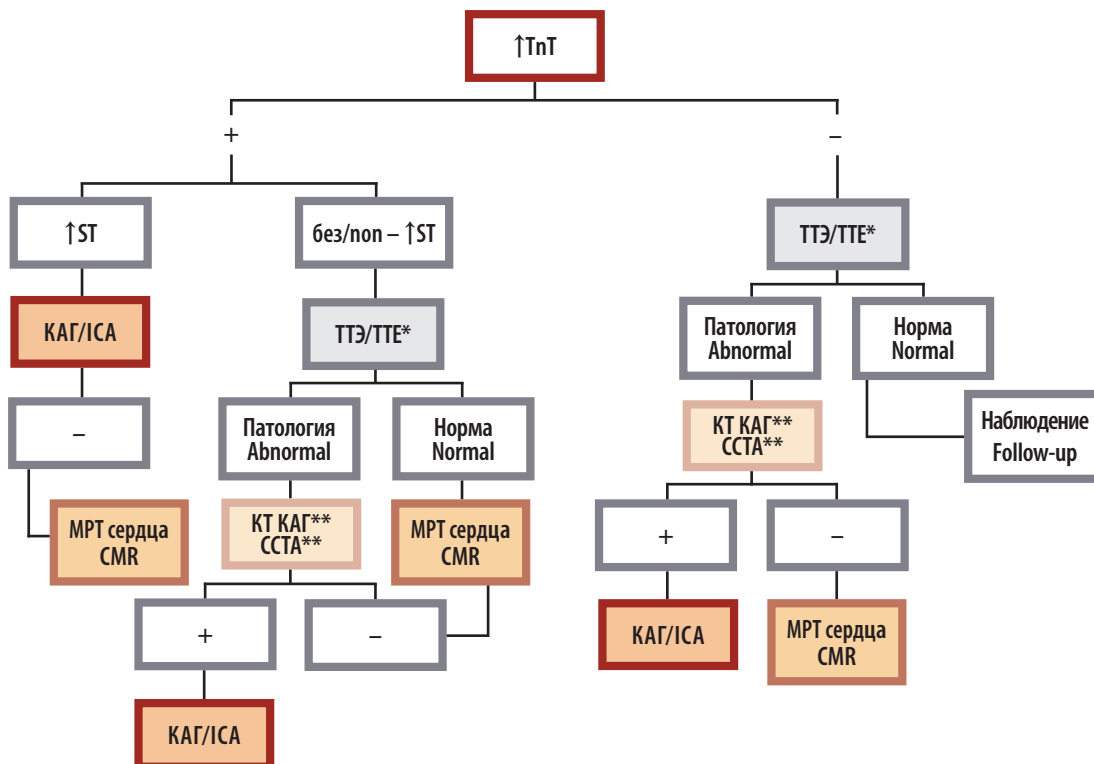 ↑TnT
+
–
↑ST
без/non – ↑ST
ТТЭ/TTE*
КАГ/ICA
ТТЭ/TTE*
Патология
Abnormal
Норма
Normal
–
Патология
Abnormal
Норма
Normal
КТ КАГ**
CCTA**
Наблюдение
Follow-up
МРТ сердца
CMR
КТ КАГ**
CCTA**
МРТ сердца
CMR
+
–
+
–
КАГ/ICA
МРТ сердца
CMR
КАГ/ICA